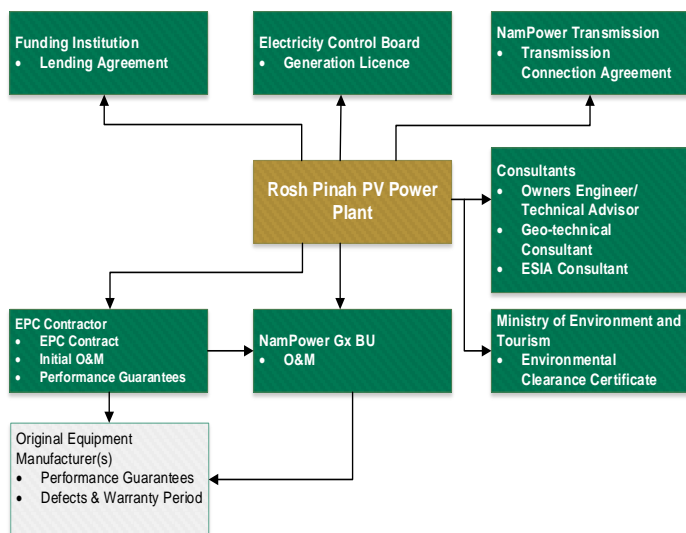 Funding Institution
• Lending Agreement
Electricity Control Board
• Generation Licence
NamPower Transmission
• Transmission
Connection Agreement
Rosh Pinah PV Power
Plant
Consultants
• Owners Engineer/
Technical Advisor
• Geo-technical
Consultant
• ESIA Consultant
EPC Contractor
• EPC Contract
• Initial O&M
• Performance Guarantees
NamPower Gx BU
• O&M
Ministry of Environment and
Tourism
• Environmental
Clearance Certificate
Original Equipment
Manufacturer(s)
• Performance Guarantees
• Defects & Warranty Period